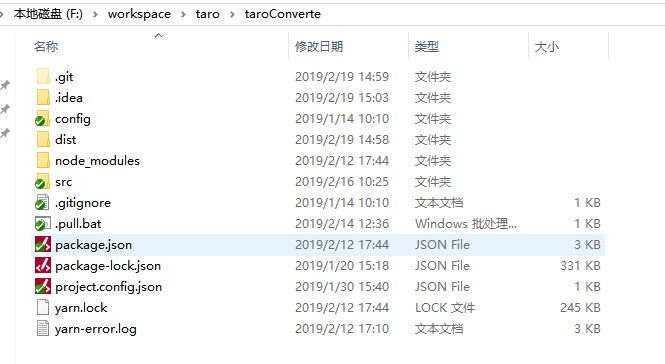 本地磁盘 (F:) > workspace > taro > taroConverte
名称 修改日期 类型 大小
.git 2019/2/19 14:59 文件夹
.idea 2019/2/19 15:03 文件夹
config 2019/1/14 10:10 文件夹
dist 2019/2/19 14:58 文件夹
node_modules 2019/2/12 17:44 文件夹
src 2019/2/16 10:25 文件夹
.gitignore 2019/1/14 10:10 文本文档 1 KB
.pull.bat 2019/2/14 12:36 Windows 批处理... 1 KB
package.json 2019/2/12 17:44 JSON File 3 KB
package-lock.json 2019/1/20 15:18 JSON File 331 KB
project.config.json 2019/1/30 15:40 JSON File 1 KB
yarn.lock 2019/2/12 17:44 LOCK 文件 245 KB
yarn-error.log 2019/2/12 17:10 文本文档 3 KB